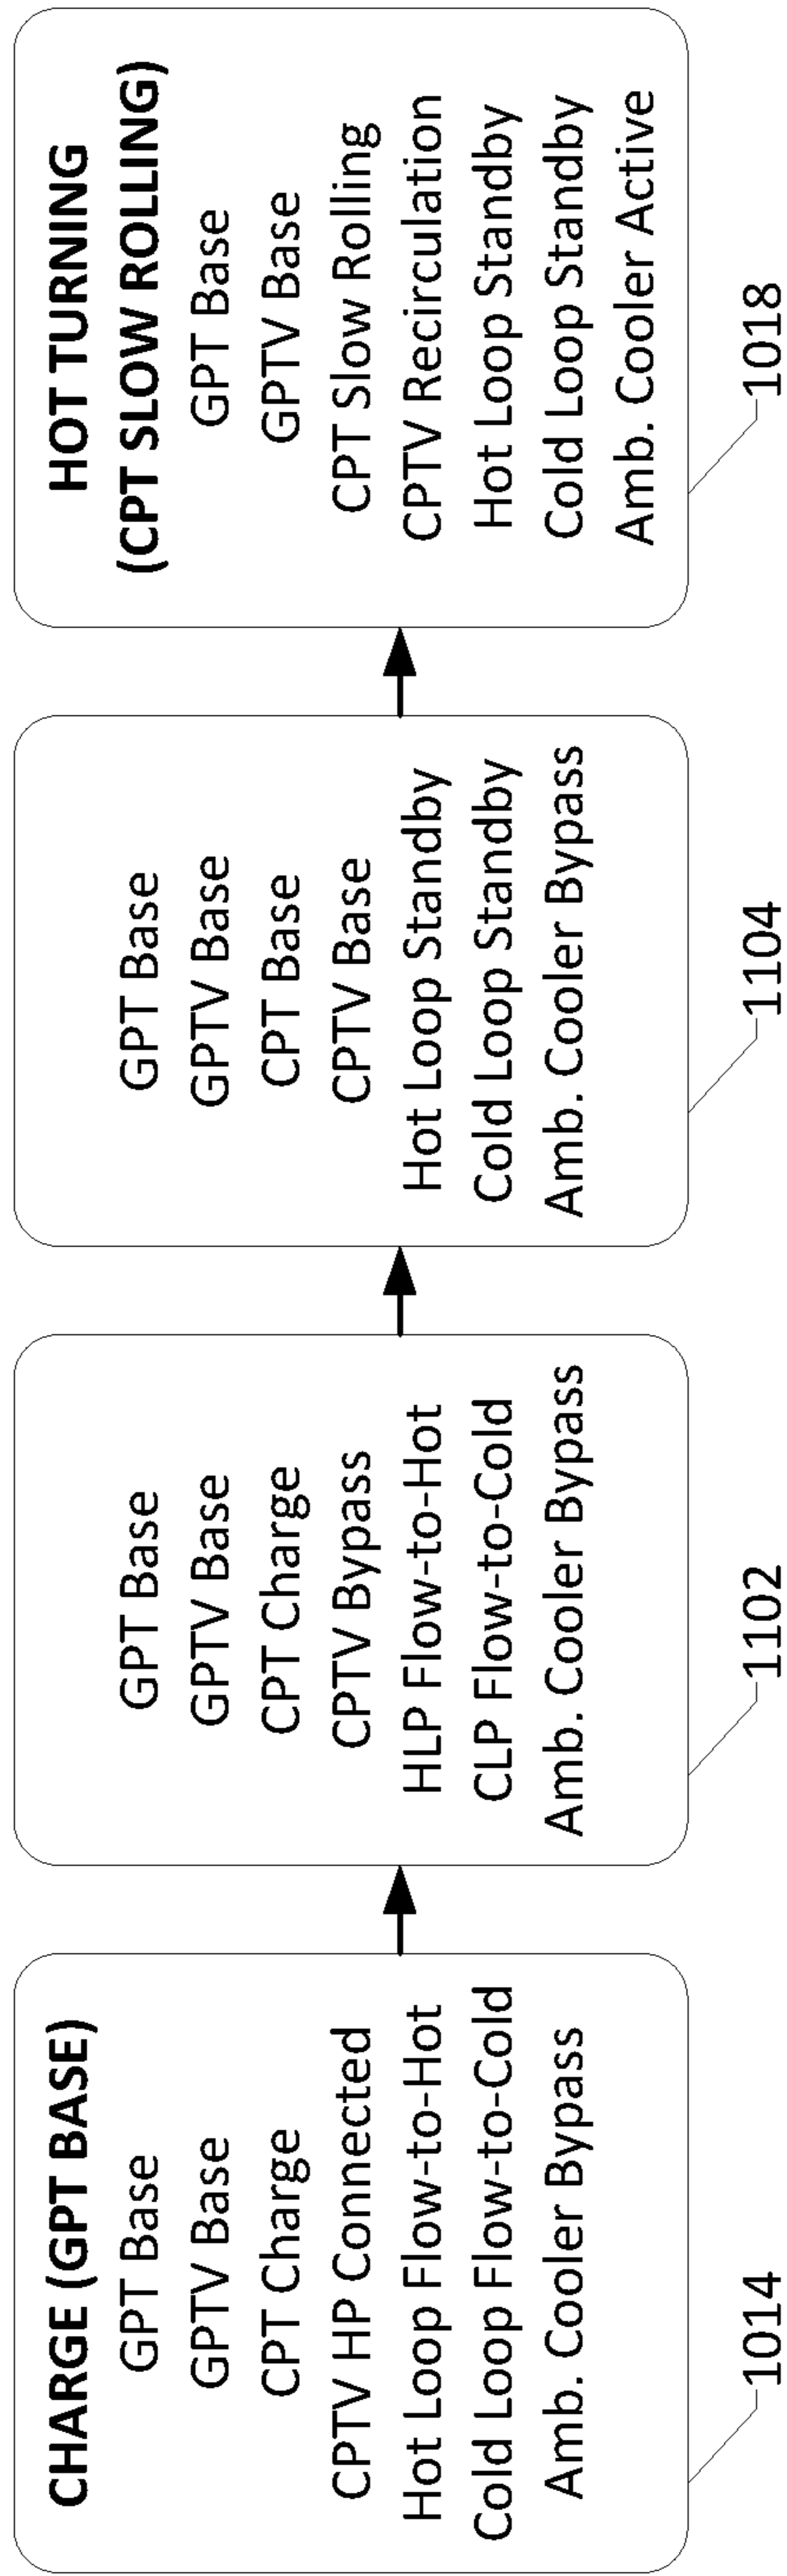 CHARGE (GPT BASE)
GPT Base
GPTV Base
CPT Charge
CPTV HP Connected
Hot Loop Flow-to-Hot
Cold Loop Flow-to-Cold
Amb. Cooler Bypass
1014
GPT Base
GPTV Base
CPT Charge
CPTV Bypass
HLP Flow-to-Hot
CLP Flow-to-Cold
Amb. Cooler Bypass
1102
GPT Base
GPTV Base
CPT Base
CPTV Base
Hot Loop Standby
Cold Loop Standby
Amb. Cooler Bypass
1104
HOT TURNING
(CPT SLOW ROLLING)
GPT Base
GPTV Base
CPT Slow Rolling
CPTV Recirculation
Hot Loop Standby
Cold Loop Standby
Amb. Cooler Active
1018